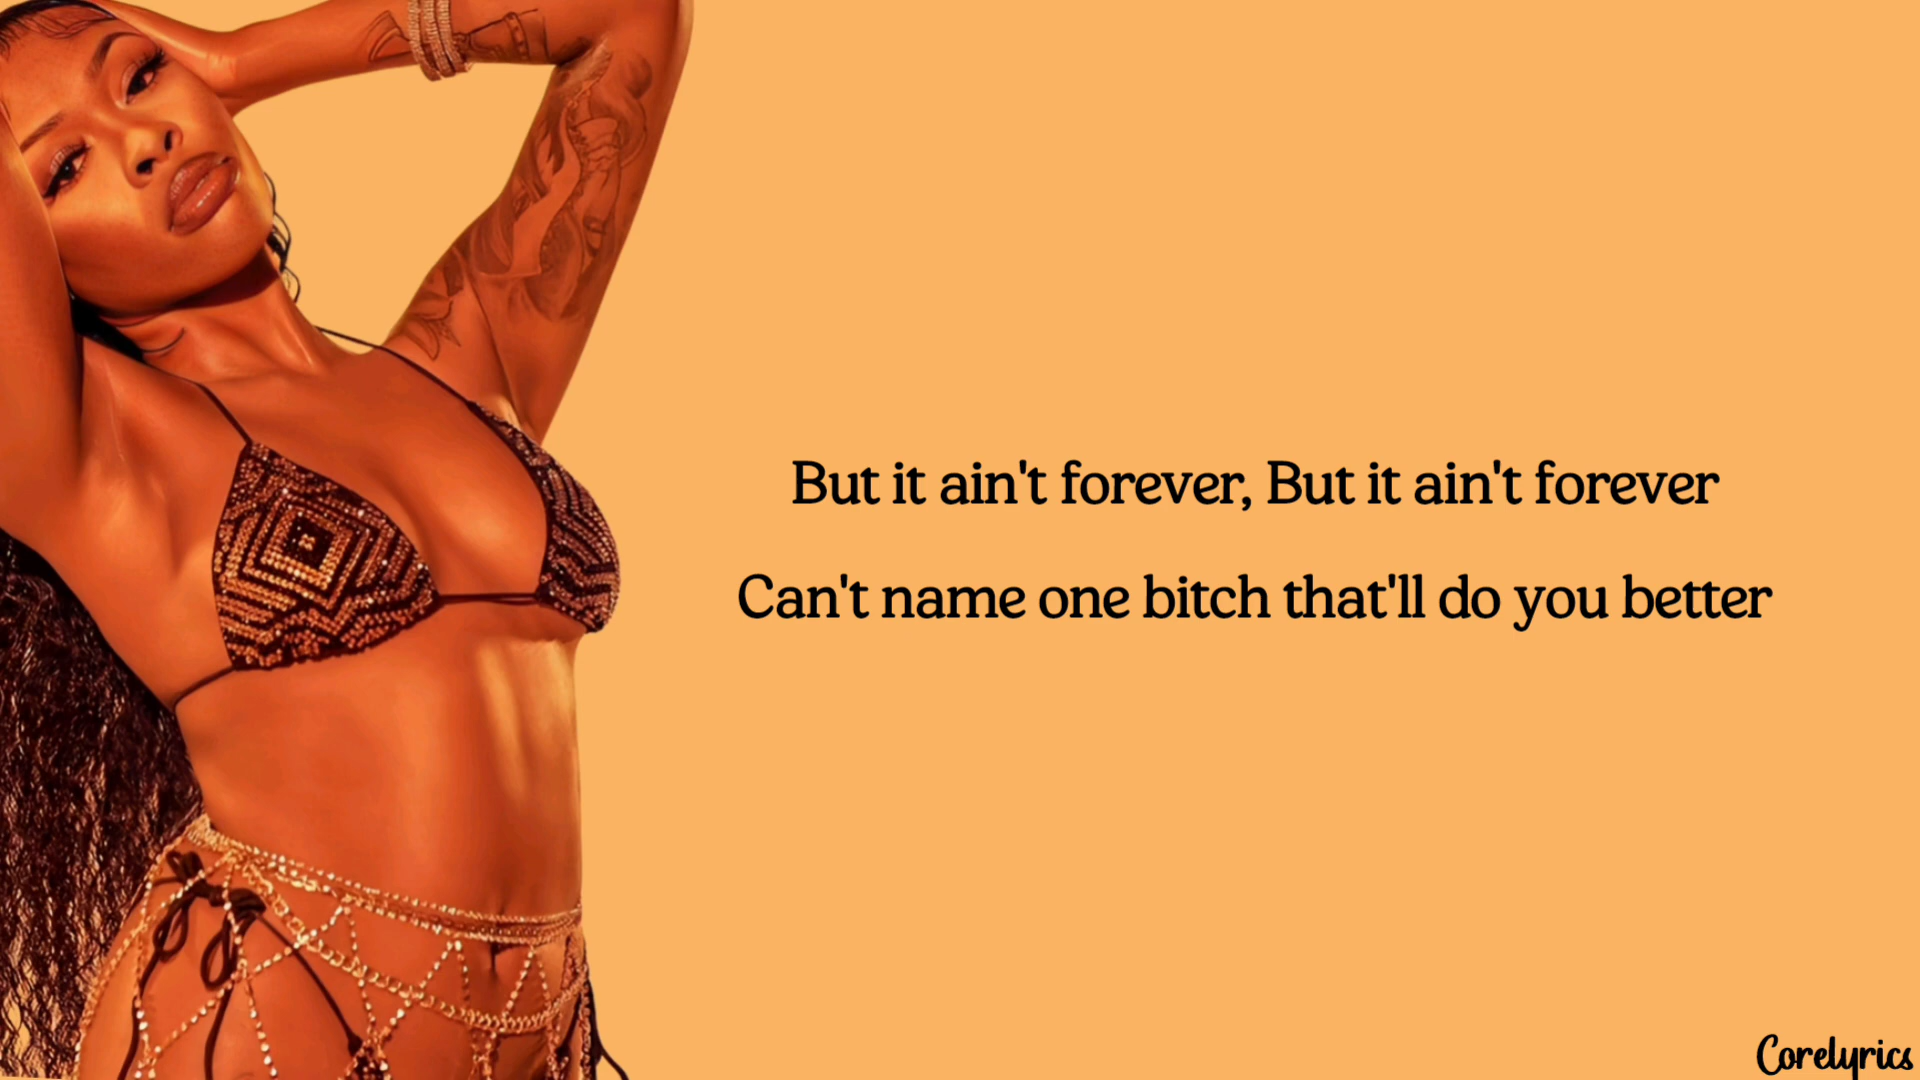 But it ain't forever, But it ain't forever
Can't name one bitch that'll do you better
Corelyrics